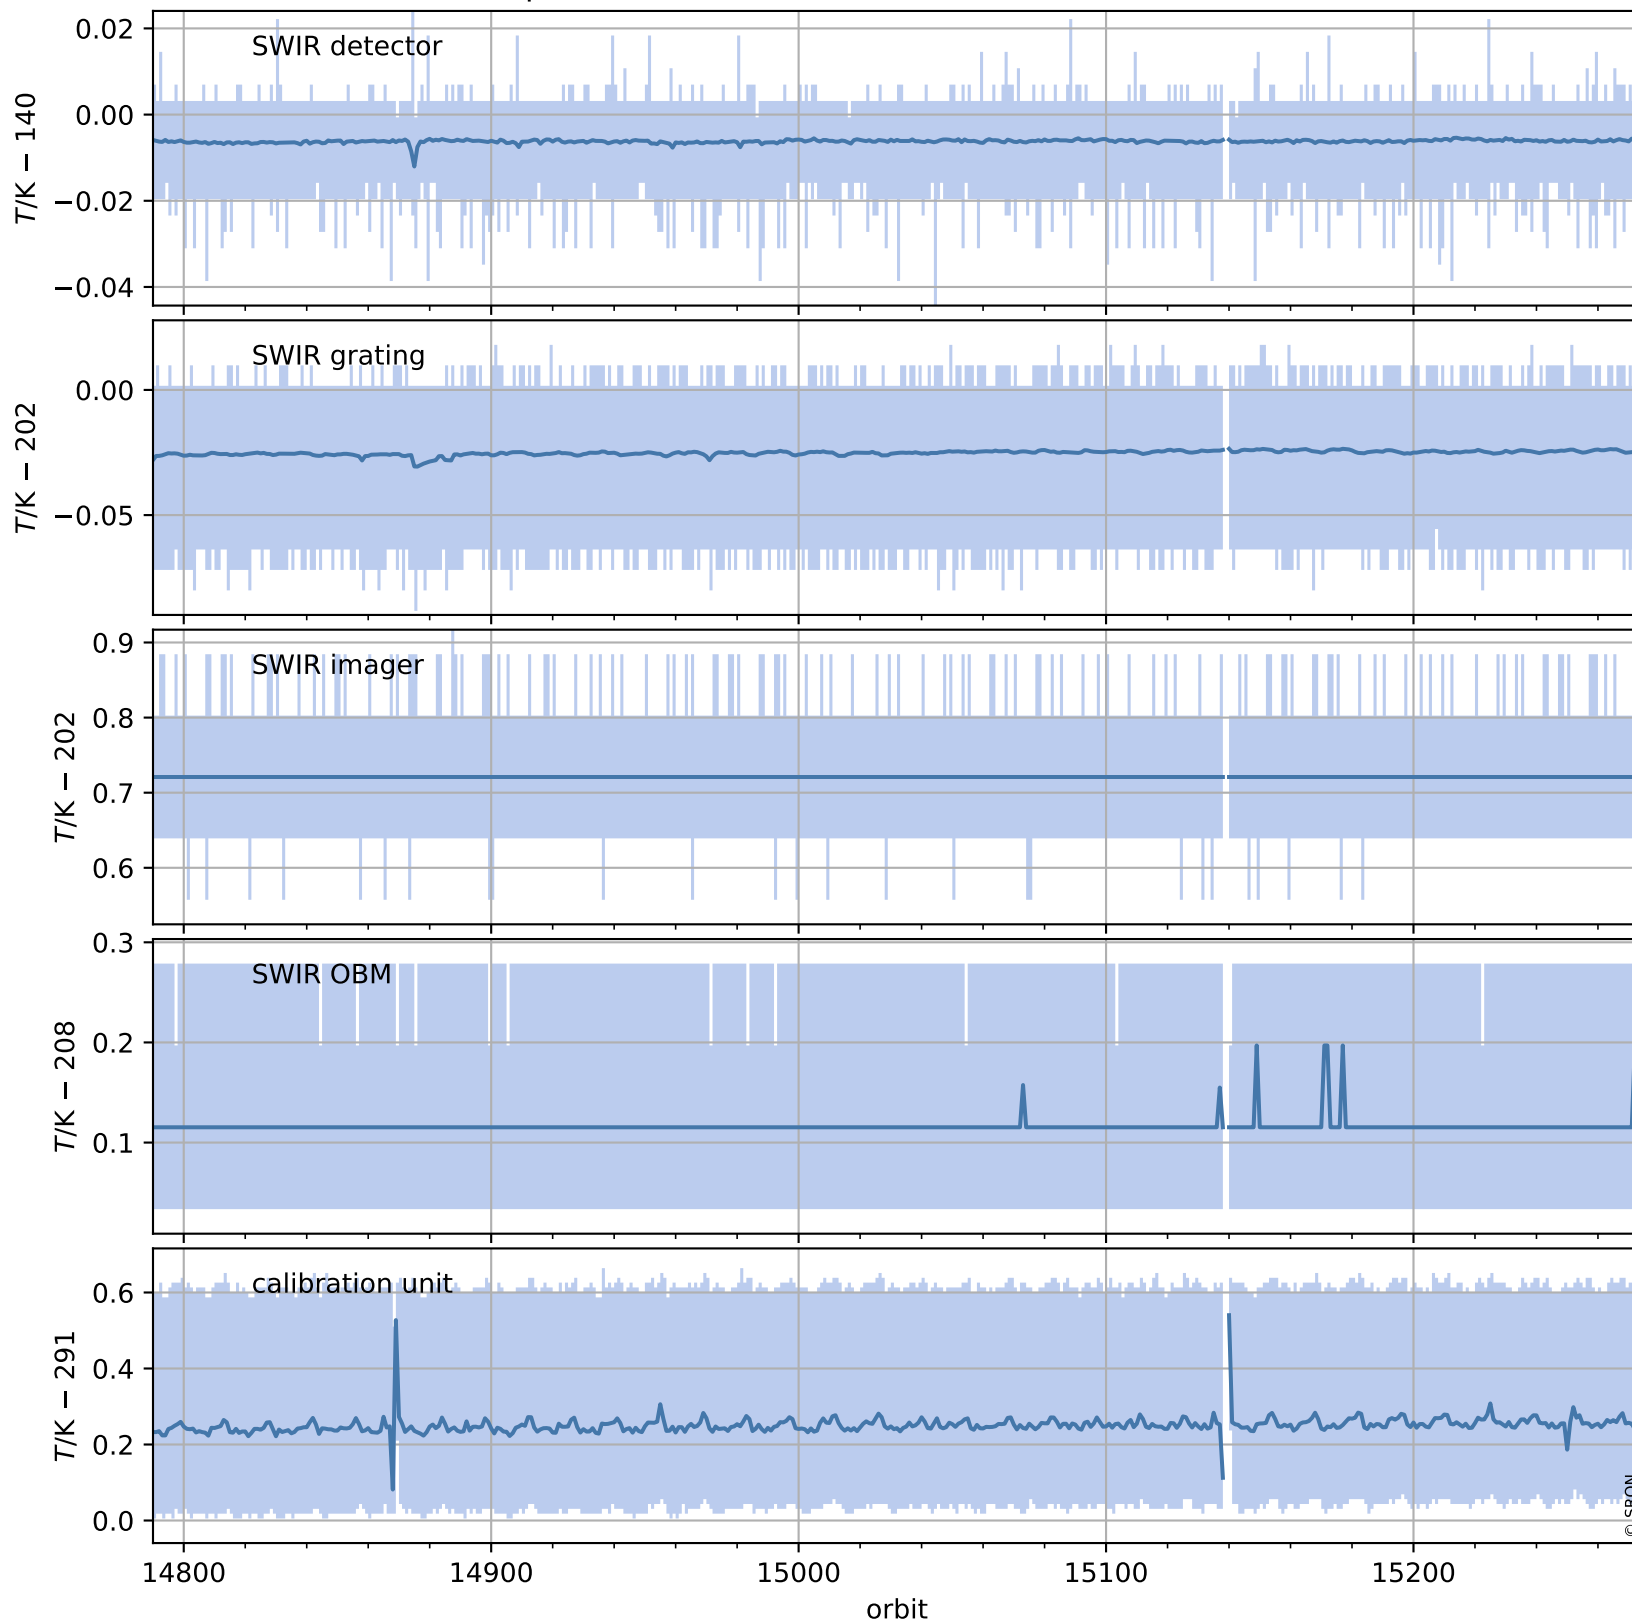 0.02
SWIR detector
0.00
−0.02
−0.04
T/K − 140
SWIR grating
0.00
−0.05
T/K − 202
0.9
SWIR imager
0.8
0.7
0.6
T/K − 202
0.3
SWIR OBM
0.2
0.1
T/K − 208
calibration unit
0.6
0.4
0.2
0.0
T/K − 291
© SRON
14800 14900 15000 15100 15200
orbit